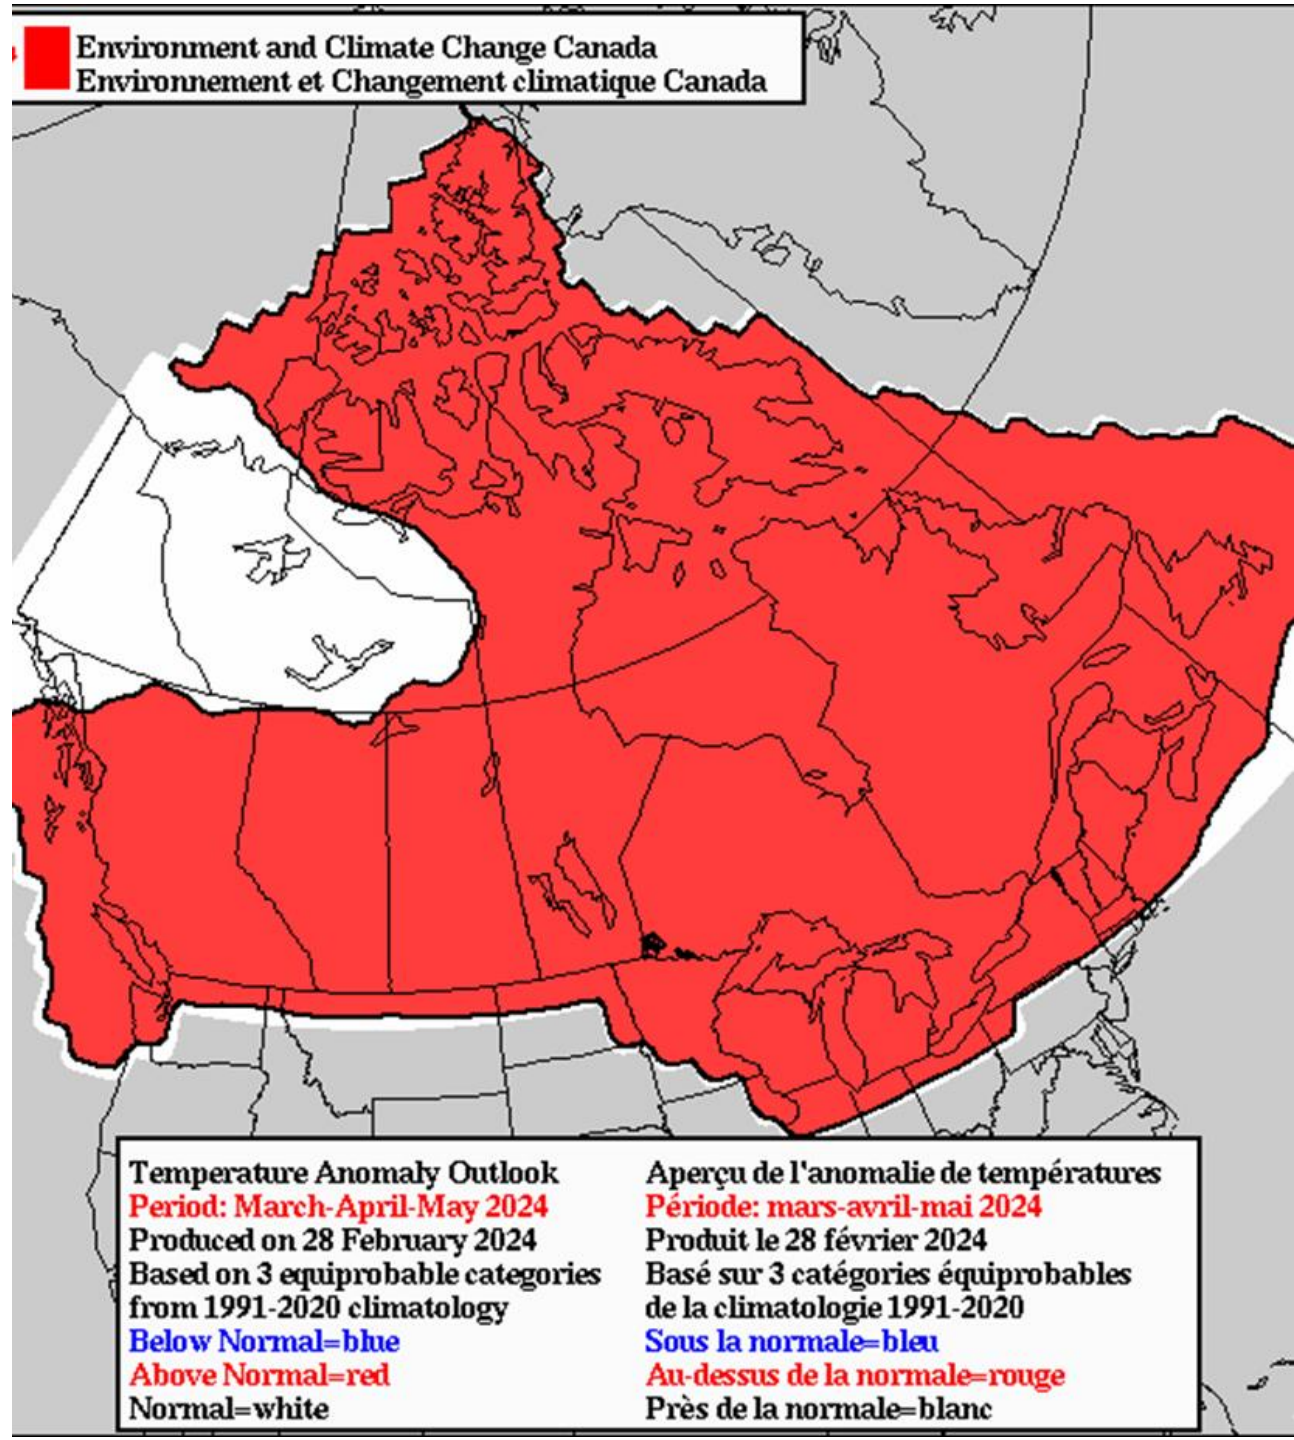 Environment and Climate Change Canada
Environnement et Changement climatique Canada
Temperature Anomaly Outlook
Period: March-April-May 2024
Produced on 28 February 2024
Based on 3 equiprobable categories
from 1991-2020 climatology
Below Normal=blue
Above Normal=red
Normal=white
Aperçu de l'anomalie de températures
Période: mars-avril-mai 2024
Produit le 28 février 2024
Basé sur 3 catégories équiprobables
de la climatologie 1991-2020
Sous la normale=bleu
Au-dessus de la normale=rouge
Près de la normale=blanc